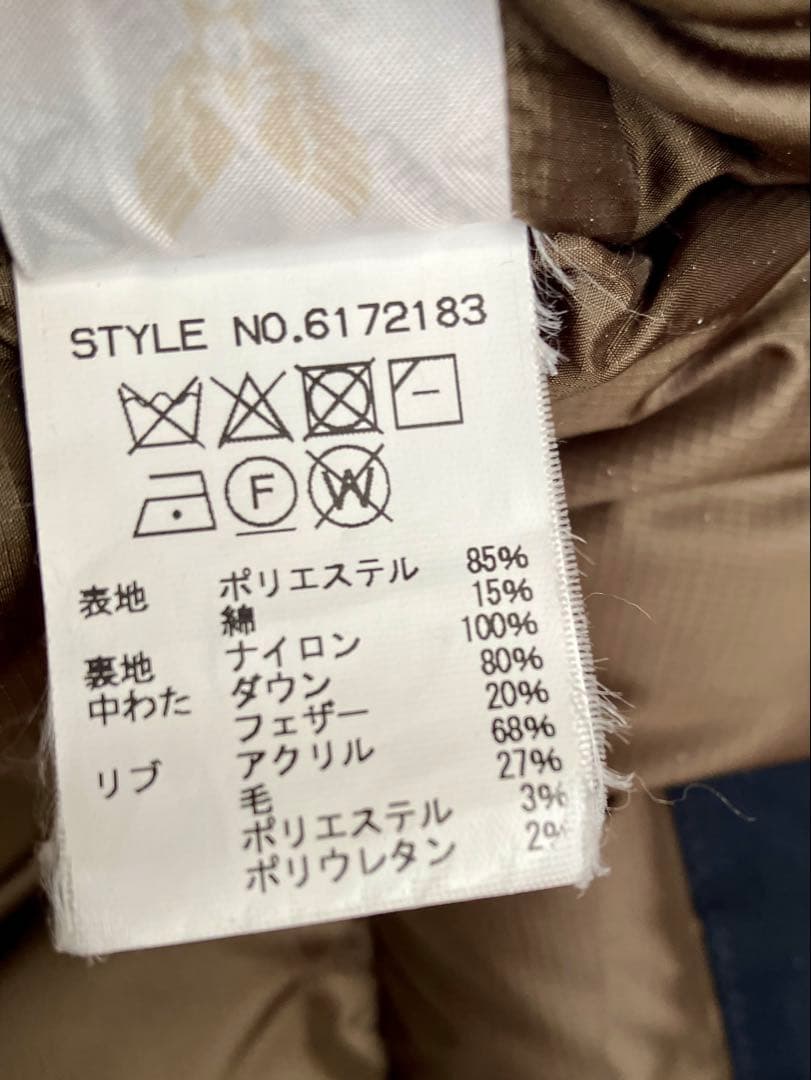 STYLE NO.6172183
F
W
表地 ポリエステル 85%
綿 15%
裏地 ナイロン 100%
中わた ダウン 80%
フェザー 20%
リブ アクリル 68%
毛 27%
ポリエステル 3%
ポリウレタン 2%